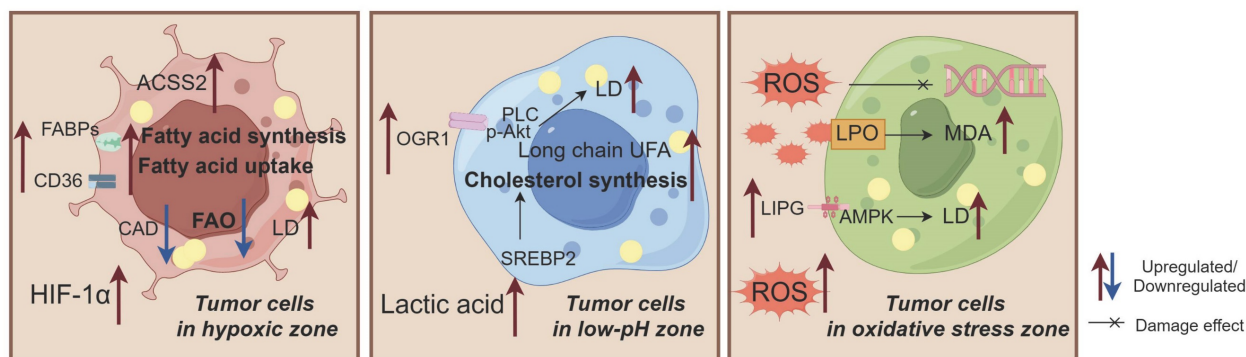 ACSS2
FABPs
Fatty acid synthesis
Fatty acid uptake
CD36
CAD
FAO
LD
HIF-1α
Tumor cells
in hypoxic zone
LD
PLC
p-Akt
OGR1
Long chain UFA
Cholesterol synthesis
SREBP2
Lactic acid
Tumor cells
in low-pH zone
ROS
LPO
MDA
LIPG
AMPK
LD
ROS
Tumor cells
in oxidative stress zone
Upregulated/
Downregulated
Damage effect